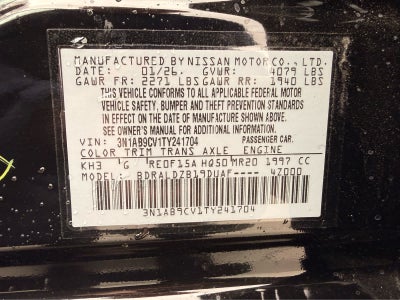 MANUFACTURED BY NISSAN MOTOR CO., LTD.
DATE: 01/26 GVWR: 4079 LBS
GAWR FR: 2271 LBS GAWR RR: 1940 LBS
THIS VEHICLE CONFORMS TO ALL APPLICABLE FEDERAL MOTOR
VEHICLE SAFETY, BUMPER AND THEFT PREVENTION STANDARDS
IN EFFECT ON THE DATE OF MANUFACTURE SHOWN ABOVE.
SEE OWNER'S MANUAL FOR ADDITIONAL INFORMATION.
VIN: 3N1AB9CV1TY241704 PASSENGER CAR.
COLOR TRIM TRANS AXLE ENGINE
KH3 G RE0F15A H050 MR20 1997 CC
MODEL: BDRALDZB19DUAF---- 47000
3N1AB9CV1TY241704